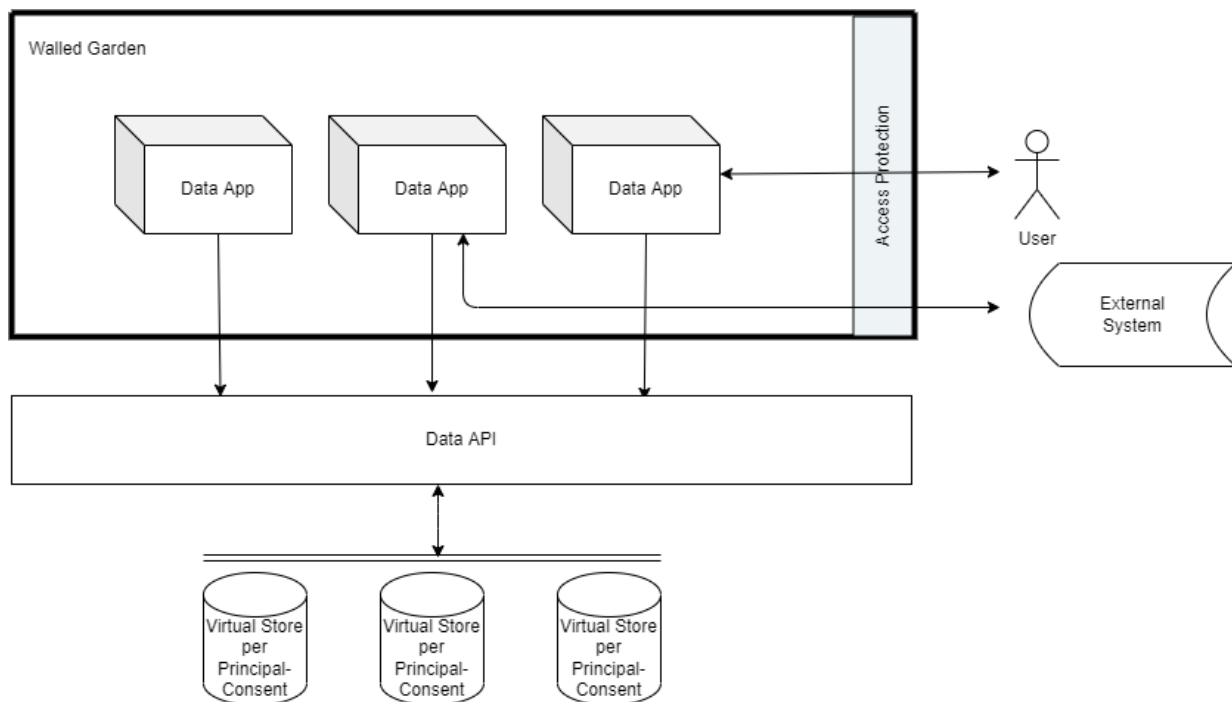 Walled Garden
Access Protection
Data App
Data App
Data App
User
External
System
Data API
Virtual Store
per
Principal-
Consent
Virtual Store
per
Principal-
Consent
Virtual Store
per
Principal-
Consent